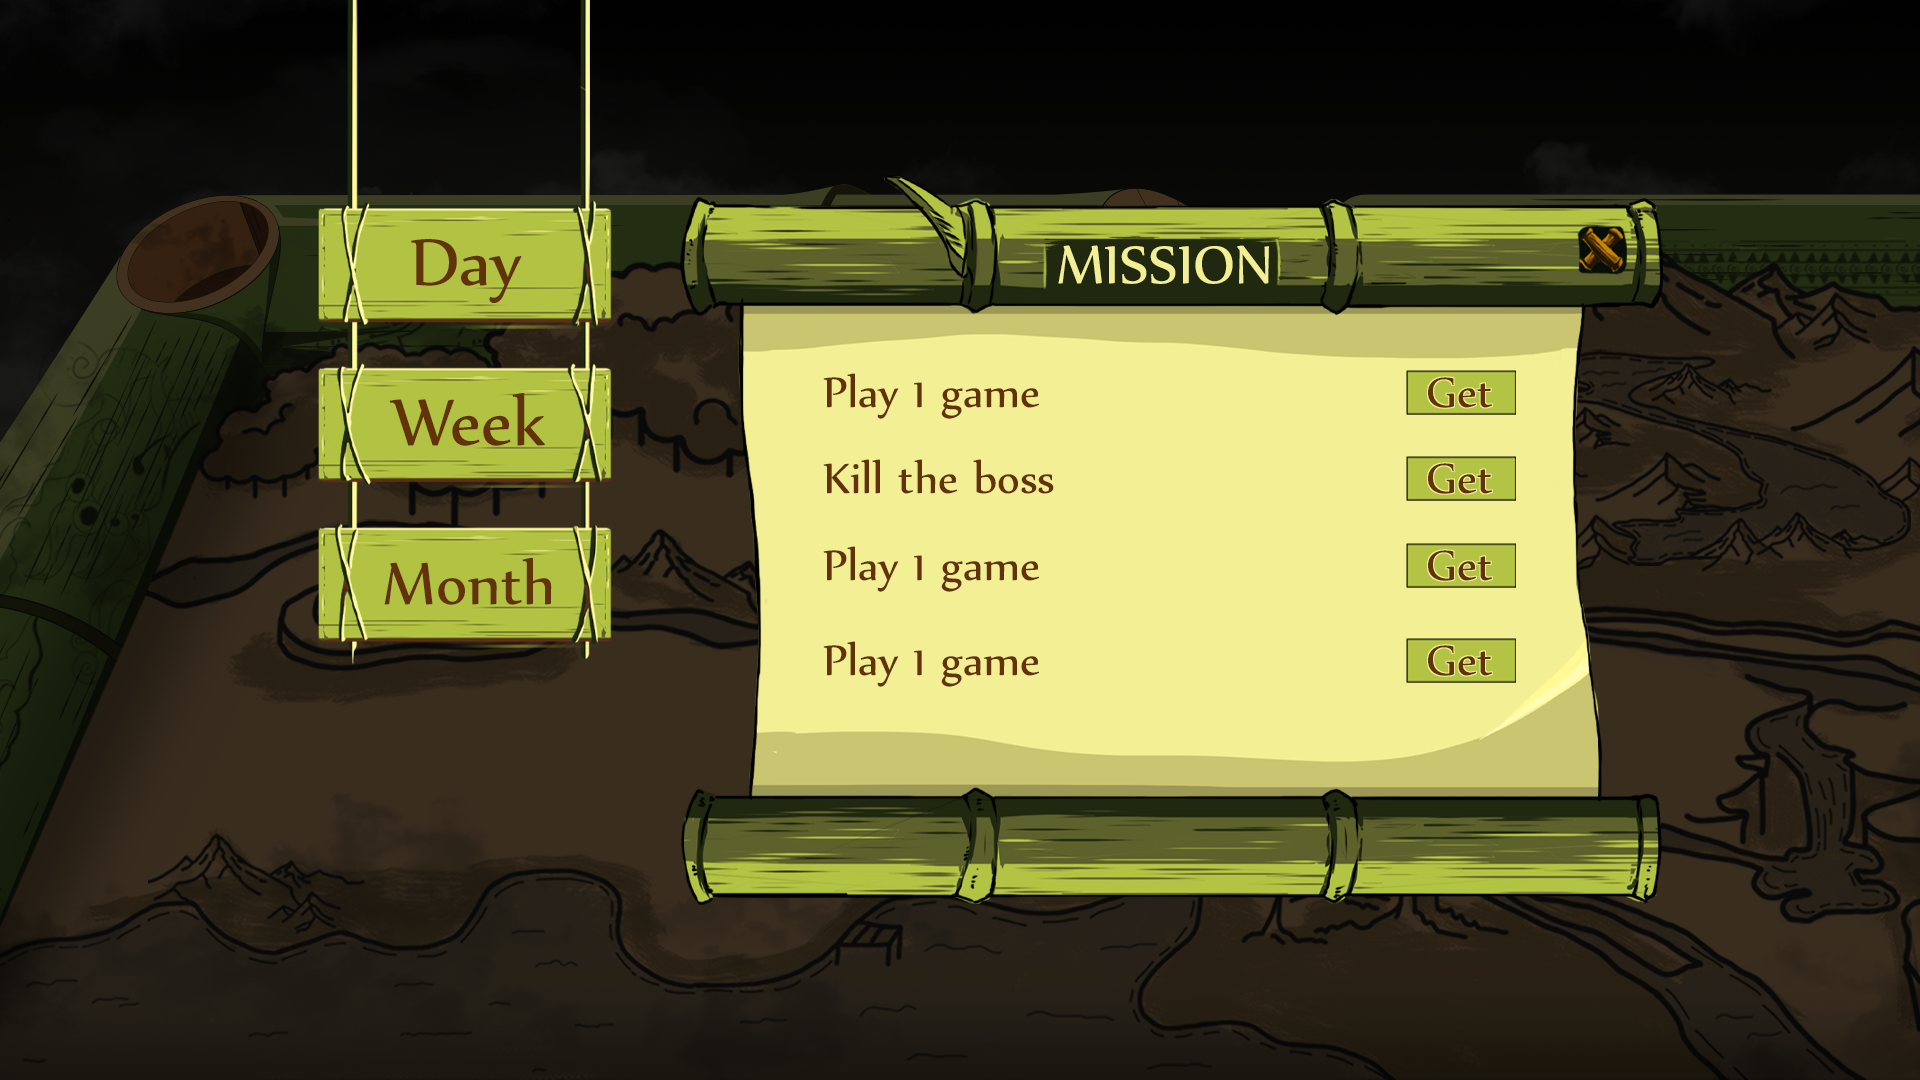 Day
Week
Month
MISSION
Play 1 game
Get
Kill the boss
Get
Play 1 game
Get
Play 1 game
Get